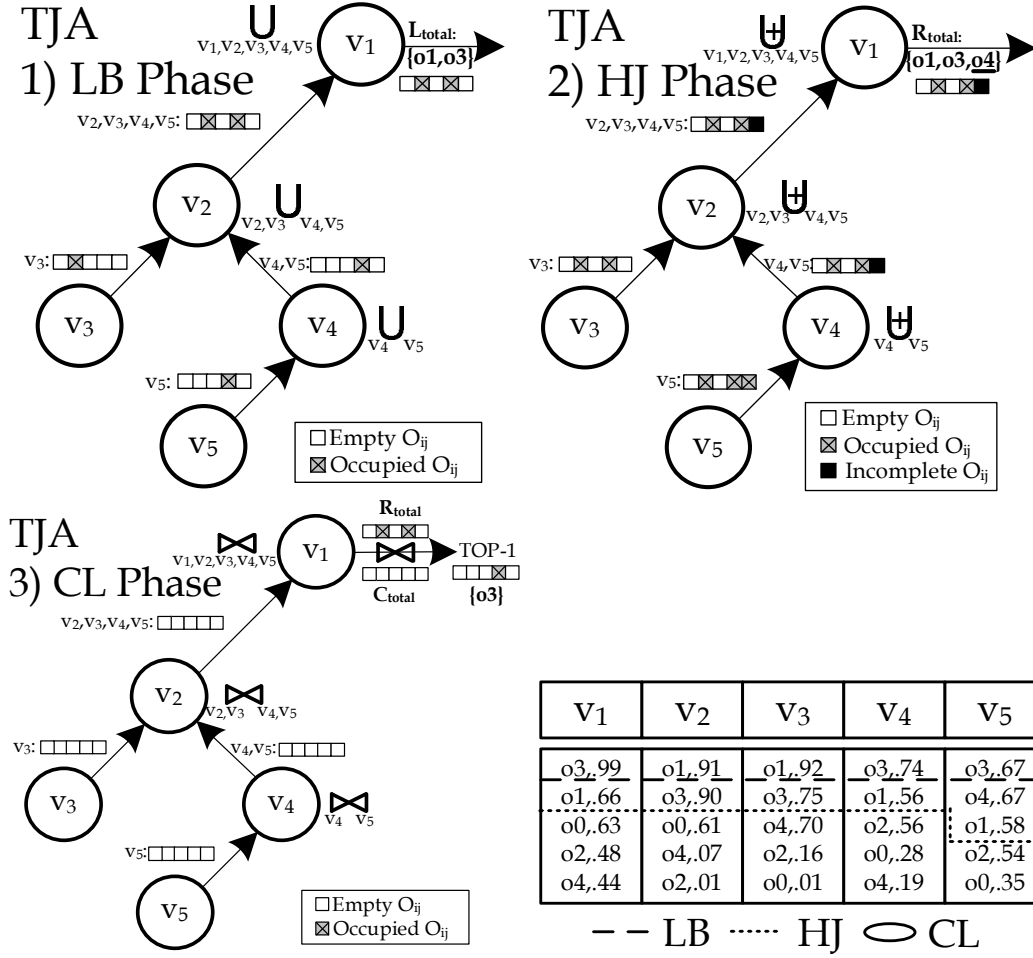 TJA
1) LB Phase
v1,v2,v3,v4,v5
v1
Ltotal:
{o1,o3}
v2,v3,v4,v5:
v2
v2,v3 v4,v5
v3:
v4,v5:
v3
v4
v4 v5
v5:
v5
Empty Oij
Occupied Oij
TJA
2) HJ Phase
v1,v2,v3,v4,v5
v1
Rtotal:
{o1,o3,o4}
v2,v3,v4,v5:
v2
v2,v3 v4,v5
v3:
v4,v5:
v3
v4
v4 v5
v5:
v5
Empty Oij
Occupied Oij
Incomplete Oij
TJA
3) CL Phase
v1,v2,v3,v4,v5
v1
Rtotal
Ctotal
TOP-1
{o3}
v2,v3,v4,v5:
v2
v2,v3 v4,v5
v3:
v4,v5:
v3
v4
v4 v5
v5:
v5
Empty Oij
Occupied Oij
v1 v2 v3 v4 v5
o3,.99 o1,.91 o1,.92 o3,.74 o3,.67
o1,.66 o3,.90 o3,.75 o1,.56 o4,.67
o0,.63 o0,.61 o4,.70 o2,.56 o1,.58
o2,.48 o4,.07 o2,.16 o0,.28 o2,.54
o4,.44 o2,.01 o0,.01 o4,.19 o0,.35
LB HJ CL